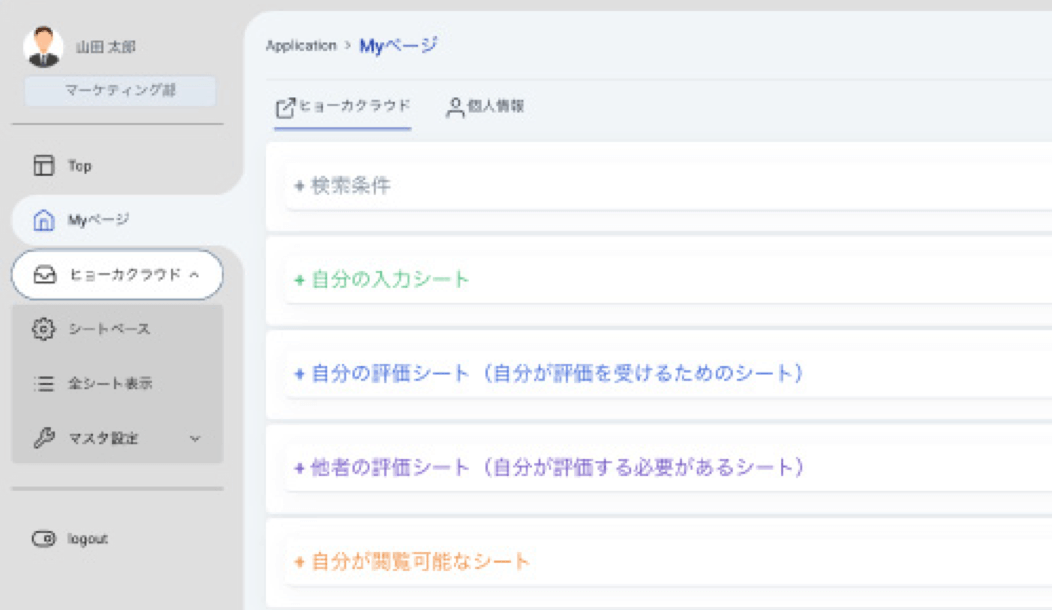 山田 太郎
マーケティング部
Top
Myページ
ヒョーカクラウド
シートベース
全シート表示
マスタ設定
logout
Application > Myページ
ヒョーカクラウド 個人情報
+ 検索条件
+ 自分の入力シート
+ 自分の評価シート（自分が評価を受けるためのシート）
+ 他者の評価シート（自分が評価する必要があるシート）
+ 自分が閲覧可能なシート